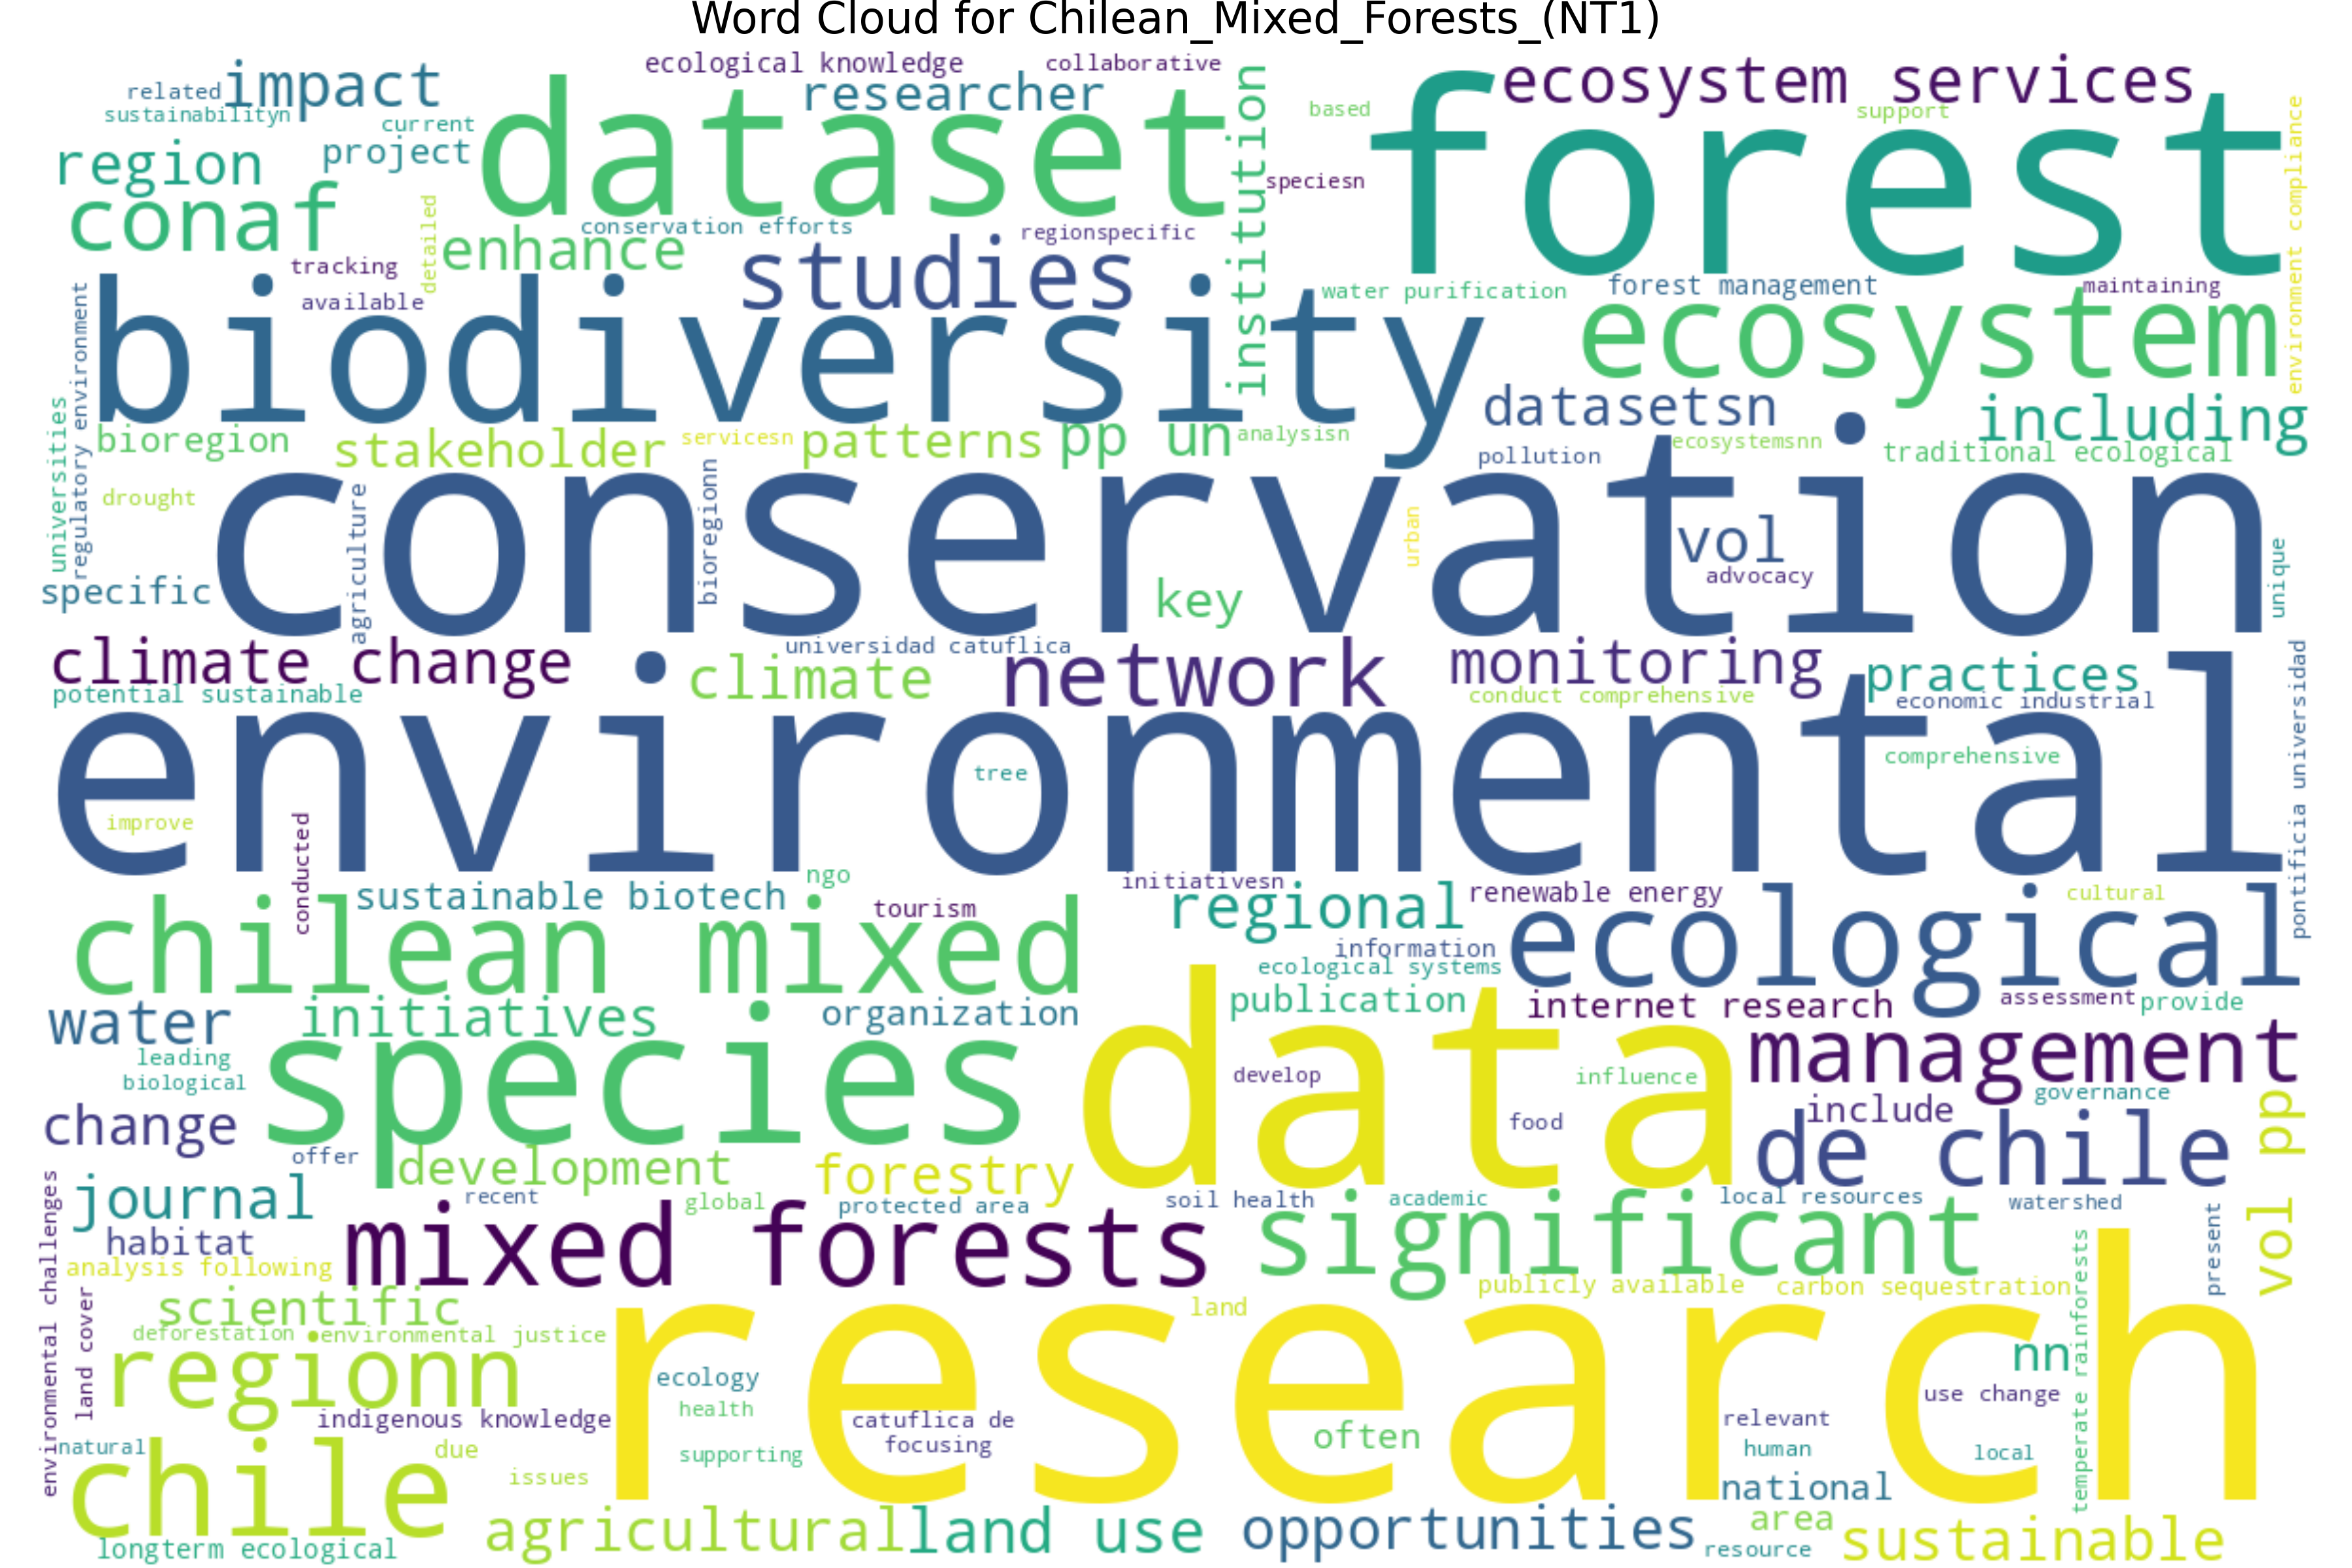 Word Cloud for Chilean_Mixed_Forests_(NT1)
ecological knowledge
collaborative
related
impact
sustainabilityn
current
dataset
researcher
institution
based
forest
ecosystem services
support
environment compliance
region
project
conaf
speciesn
detailed
enhance
conservation efforts
regionspecific
tracking
available
studies
biodiversity
water purification
forest management
maintaining
ecosystem
regulatory environment
universities
bioregion
stakeholder
servicesn
patterns
pp un
analysisn
datasetsn
including
pollution
ecosystemsnn
traditional ecological
drought
agriculture
bioregionn
conservation
urban
vol
advocacy
unique
specific
key
climate change
universidad catuflica
climate
network
monitoring
practices
potential sustainable
conduct comprehensive
economic industrial
pontificia universidad
environmental
tree
comprehensive
improve
conducted
sustainable biotech
ngo
tourism
initiativesn
regional
renewable energy
cultural
chilean mixed
information
ecological
ecological systems
water
initiatives
organization
publication
internet research
assessment
provide
leading
biological
species
data
develop
influence
food
management
governance
change
include
de chile
vol pp
offer
development
forestry
journal
recent
global
protected area
soil health
academic
local resources
watershed
present
environmental challenges
habitat
mixed forests
significant
analysis following
publicly available
carbon sequestration
temperate rainforests
land cover
scientific
land
deforestation
environmental justice
regionn
research
nn
ecology
health
indigenous knowledge
catuflica de
focusing
often
relevant
use change
natural
due
supporting
human
local
chile
issues
national
agricultural
land use
opportunities
area
resource
sustainable
longterm ecological